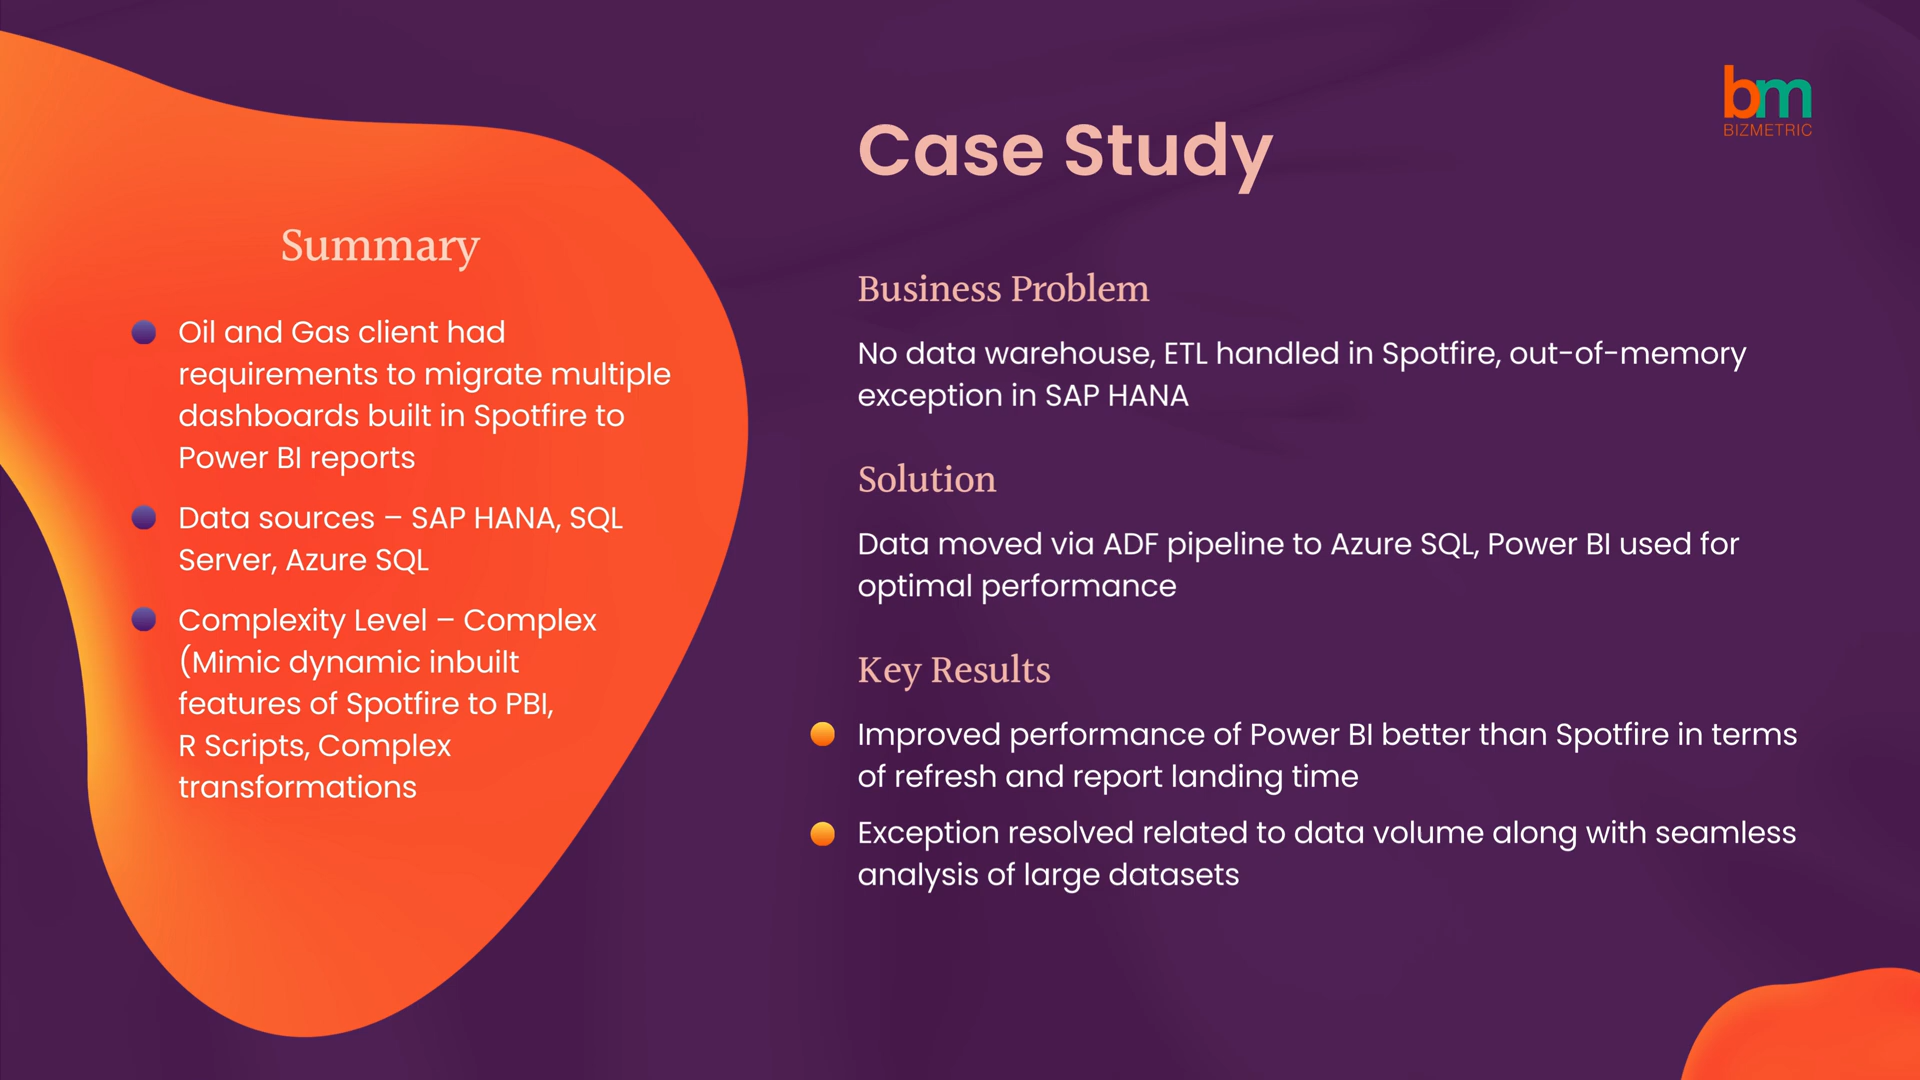 Summary
Oil and Gas client had
requirements to migrate multiple
dashboards built in Spotfire to
Power BI reports
Data sources – SAP HANA, SQL
Server, Azure SQL
Complexity Level – Complex
(Mimic dynamic inbuilt
features of Spotfire to PBI,
R Scripts, Complex
transformations
bm
BIZMETRIC
Case Study
Business Problem
No data warehouse, ETL handled in Spotfire, out-of-memory
exception in SAP HANA
Solution
Data moved via ADF pipeline to Azure SQL, Power BI used for
optimal performance
Key Results
Improved performance of Power BI better than Spotfire in terms
of refresh and report landing time
Exception resolved related to data volume along with seamless
analysis of large datasets